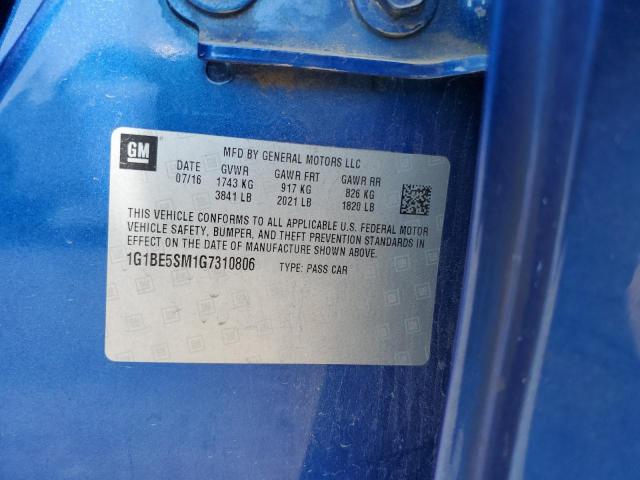 GM
MFD BY GENERAL MOTORS LLC
DATE GVWR GAWR FRT GAWR RR
07/16 1743 KG 917 KG 826 KG
3841 LB 2021 LB 1820 LB
THIS VEHICLE CONFORMS TO ALL APPLICABLE U.S. FEDERAL MOTOR
VEHICLE SAFETY, BUMPER, AND THEFT PREVENTION STANDARDS IN
EFFECT ON THE DATE OF MANUFACTURE SHOWN ABOVE.
1G1BE5SM1G7310806 TYPE: PASS CAR